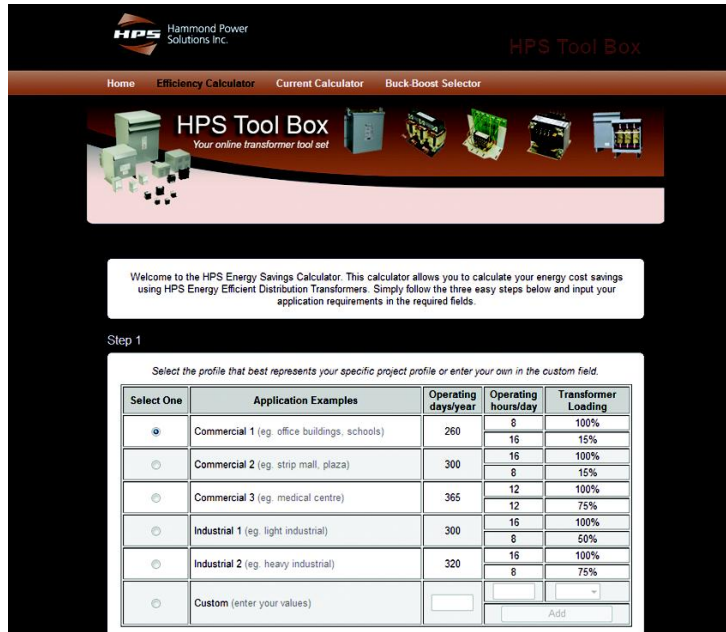 HPS
Hammond Power
Solutions Inc.
HPS Tool Box
Home Efficiency Calculator Current Calculator Buck-Boost Selector
HPS Tool Box
Your online transformer tool set
Welcome to the HPS Energy Savings Calculator. This calculator allows you to calculate your energy cost savings
using HPS Energy Efficient Distribution Transformers. Simply follow the three easy steps below and input your
application requirements in the required fields.
Step 1
Select the profile that best represents your specific project profile or enter your own in the custom field.
Select One Application Examples Operating days/year Operating hours/day Transformer Loading
Commercial 1 (eg. office buildings, schools) 260 8 100%
16 15%
Commercial 2 (eg. strip mall, plaza) 300 16 100%
8 15%
Commercial 3 (eg. medical centre) 365 12 100%
12 75%
Industrial 1 (eg. light industrial) 300 16 100%
8 50%
Industrial 2 (eg. heavy industrial) 320 16 100%
8 75%
Custom (enter your values)
Add